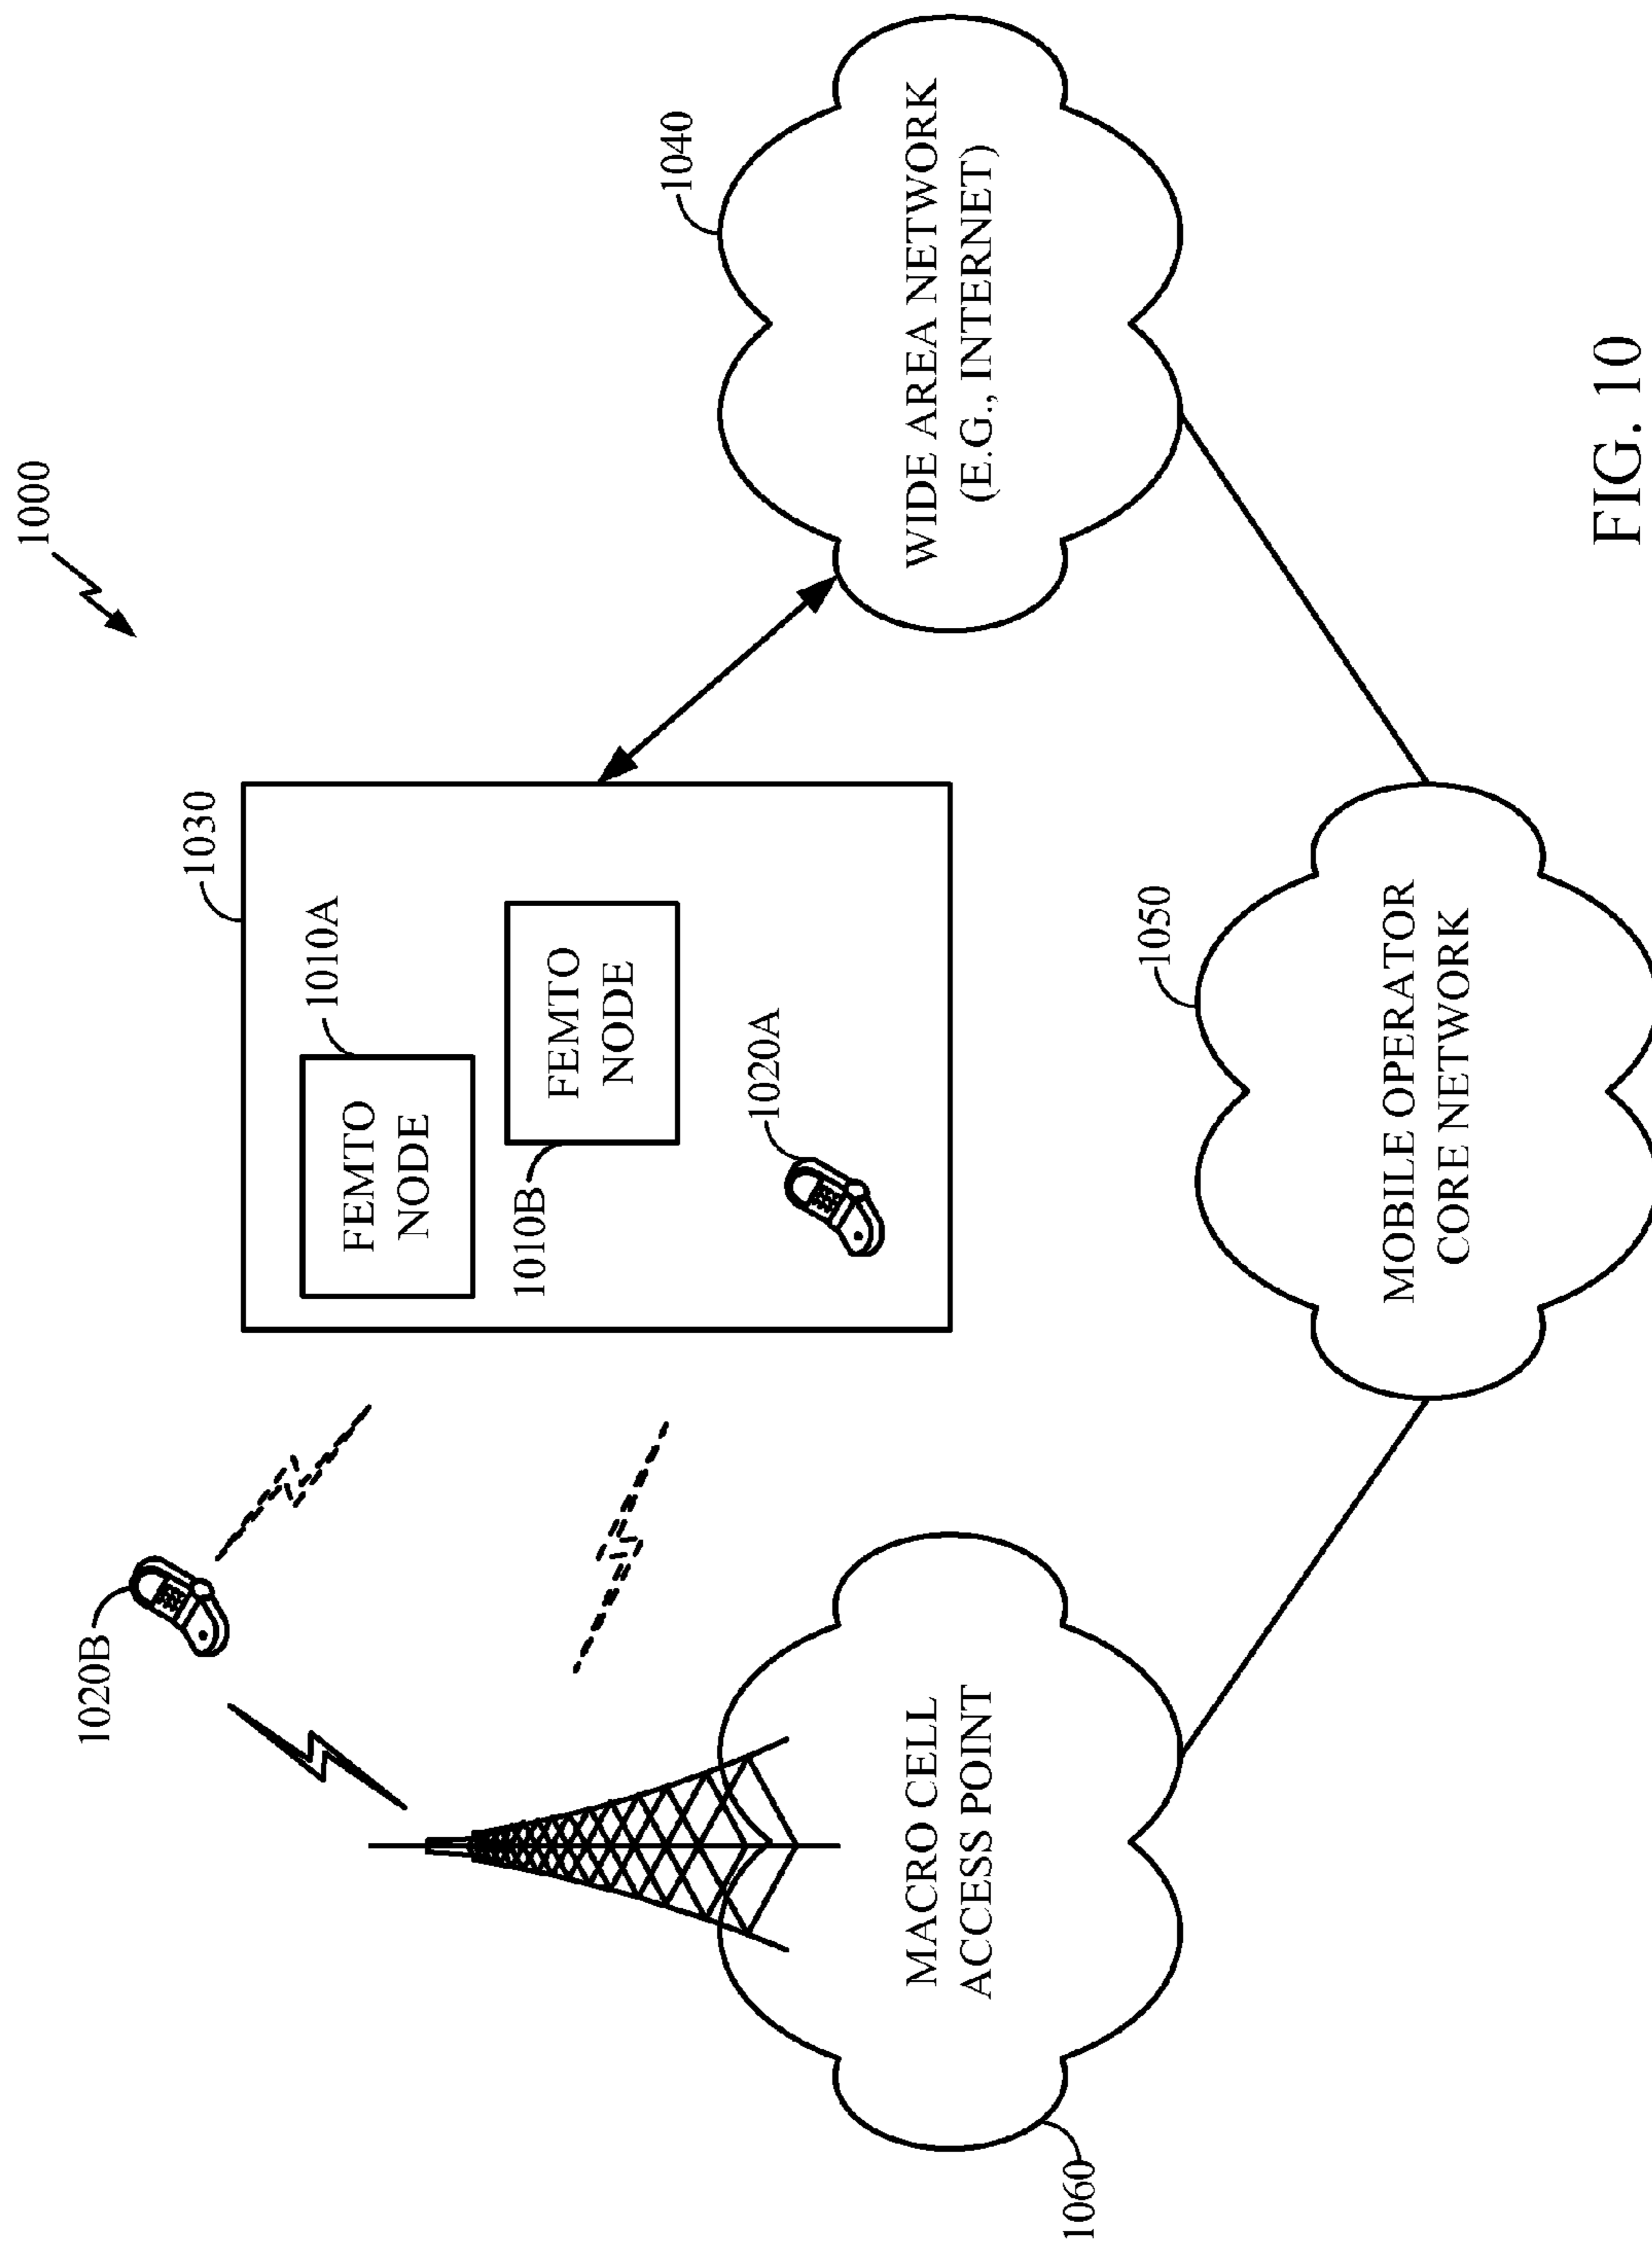 1000
1020B
1030
1010A
FEMTO
NODE
FEMTO
NODE
1010B
1020A
1040
WIDE AREA NETWORK
(E.G., INTERNET)
MACRO CELL
ACCESS POINT
1060
1050
MOBILE OPERATOR
CORE NETWORK
FIG. 10